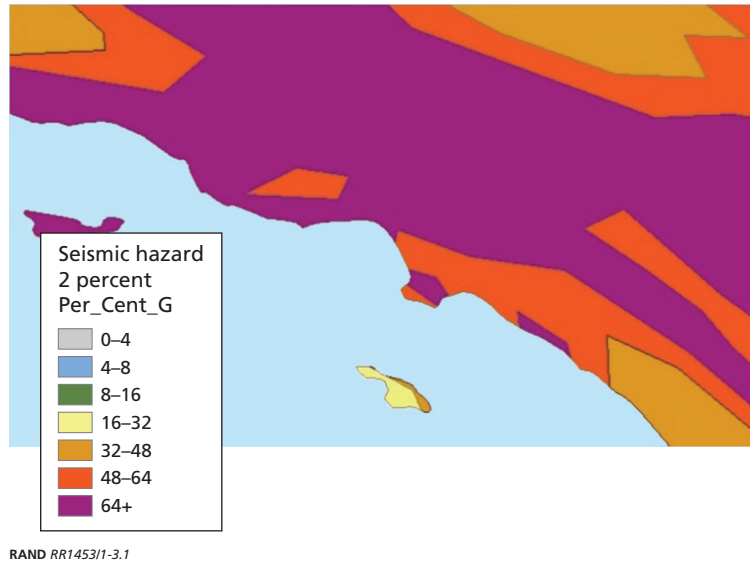 Seismic hazard
2 percent
Per_Cent_G
0–4
4–8
8–16
16–32
32–48
48–64
64+
RAND RR1453/1-3.1